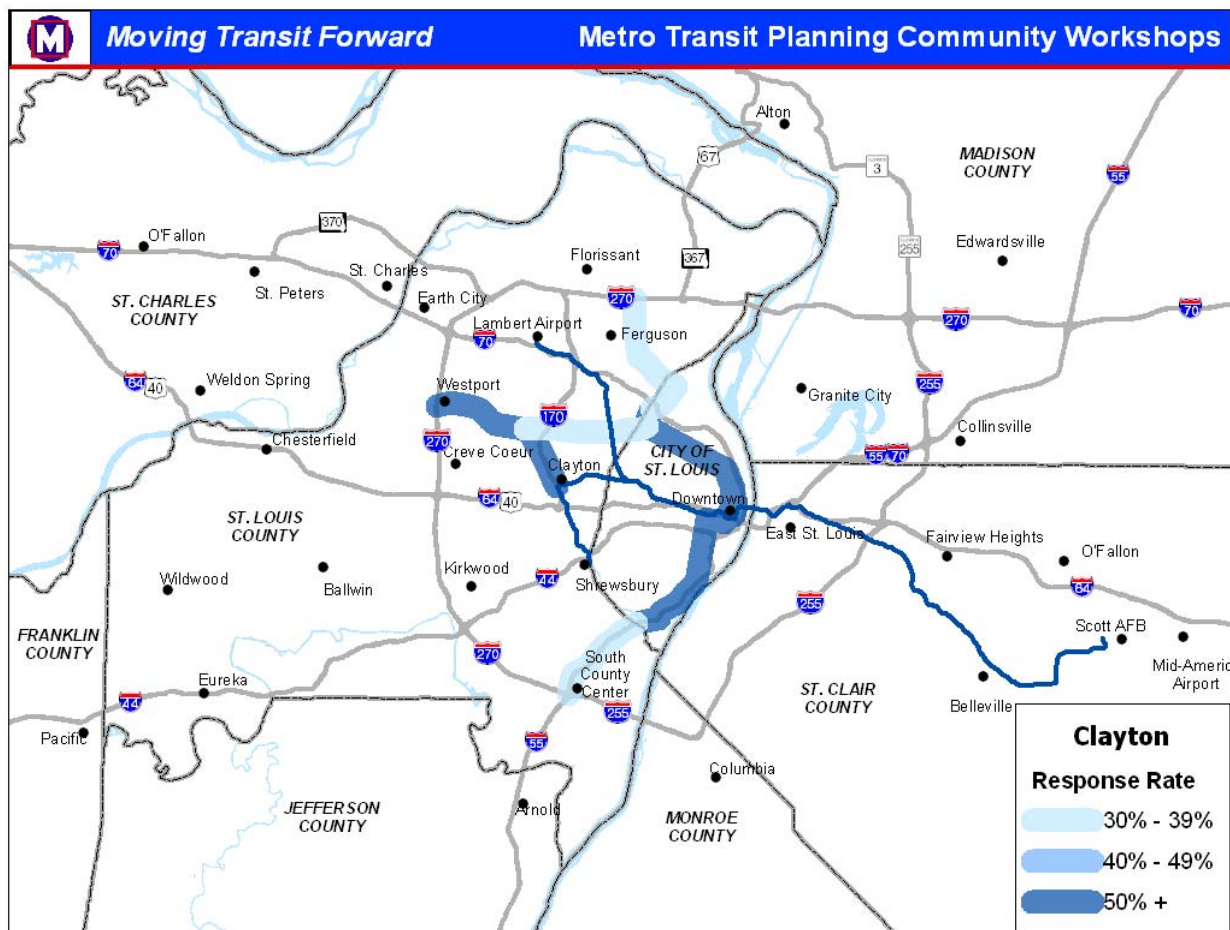 M
Moving Transit Forward
Metro Transit Planning Community Workshops
Alton
67
3
MADISON
COUNTY
55
370
O'Fallon
70
St. Peters
St. Charles
Earth City
Florissant
367
255
Edwardsville
ST. CHARLES
COUNTY
270
270
70
Lambert Airport
70
Ferguson
64
40
Weldon Spring
Westport
170
Granite City
255
Chesterfield
270
Creve Coeur
Clayton
CITY OF
ST. LOUIS
55
70
Collinsville
64
40
Downtown
ST. LOUIS
COUNTY
East St. Louis
Fairview Heights
O'Fallon
Wildwood
Ballwin
Kirkwood
44
Shrewsbury
255
64
FRANKLIN
COUNTY
270
South
County
Center
Scott AFB
Mid-Americ
Airport
Eureka
44
255
ST. CLAIR
COUNTY
Belleville
Pacific
55
Columbia
JEFFERSON
COUNTY
Arnold
MONROE
COUNTY
Clayton
Response Rate
30% - 39%
40% - 49%
50% +